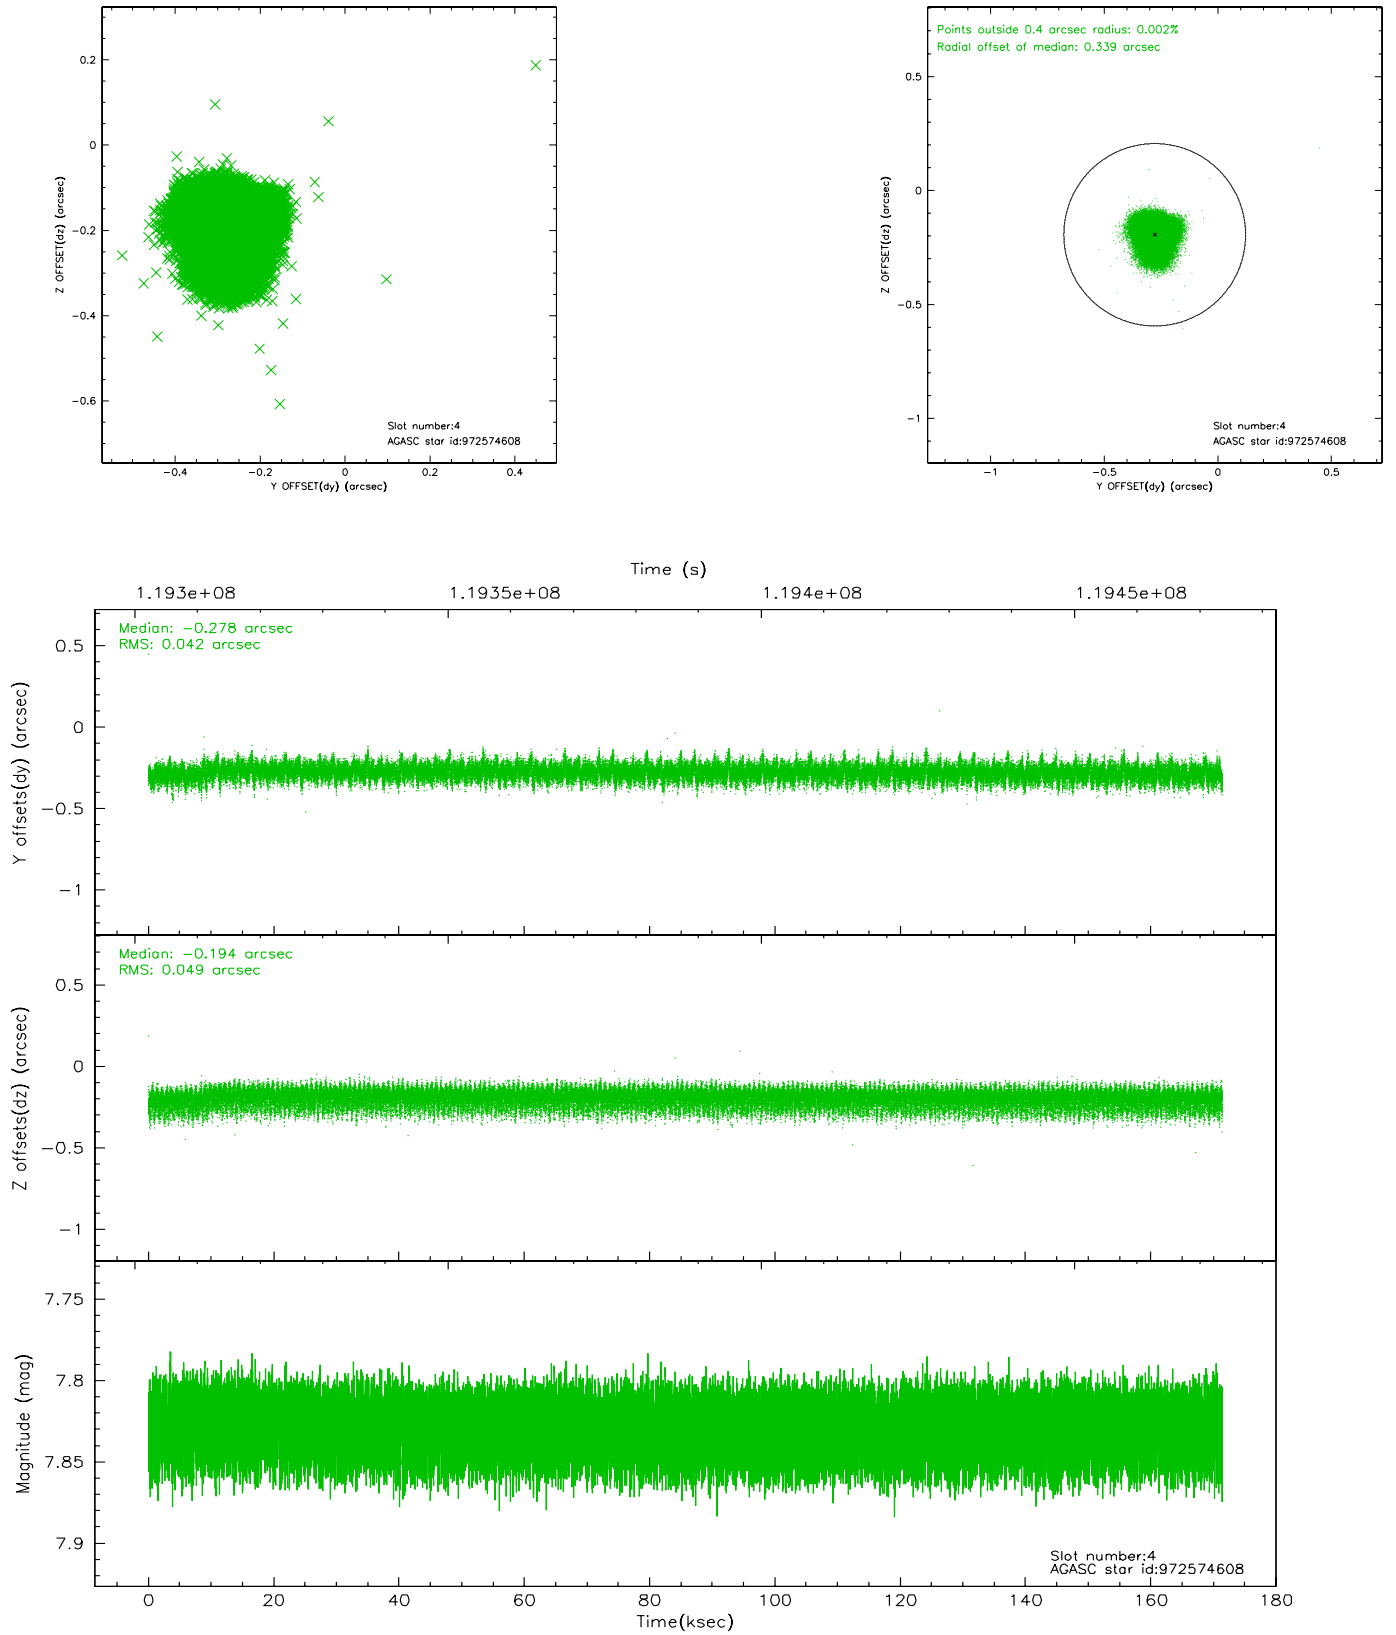 0.2
0
−0.2
−0.4
−0.6
Z OFFSET(dz) (arcsec)
Slot number:4
AGASC star id:972574608
−0.4 −0.2 0 0.2 0.4
Y OFFSET(dy) (arcsec)
Points outside 0.4 arcsec radius: 0.002%
Radial offset of median: 0.339 arcsec
0.5
0
−0.5
−1
Z OFFSET(dz) (arcsec)
Slot number:4
AGASC star id:972574608
−1 −0.5 0 0.5
Y OFFSET(dy) (arcsec)
Time (s)
1.193e+08 1.1935e+08 1.194e+08 1.1945e+08
Median: −0.278 arcsec
RMS: 0.042 arcsec
0.5
0
−0.5
−1
Y offsets(dy) (arcsec)
Median: −0.194 arcsec
RMS: 0.049 arcsec
0.5
0
−0.5
−1
Z offsets(dz) (arcsec)
7.75
7.8
7.85
7.9
Magnitude (mag)
Slot number:4
AGASC star id:972574608
0 20 40 60 80 100 120 140 160 180
Time(ksec)